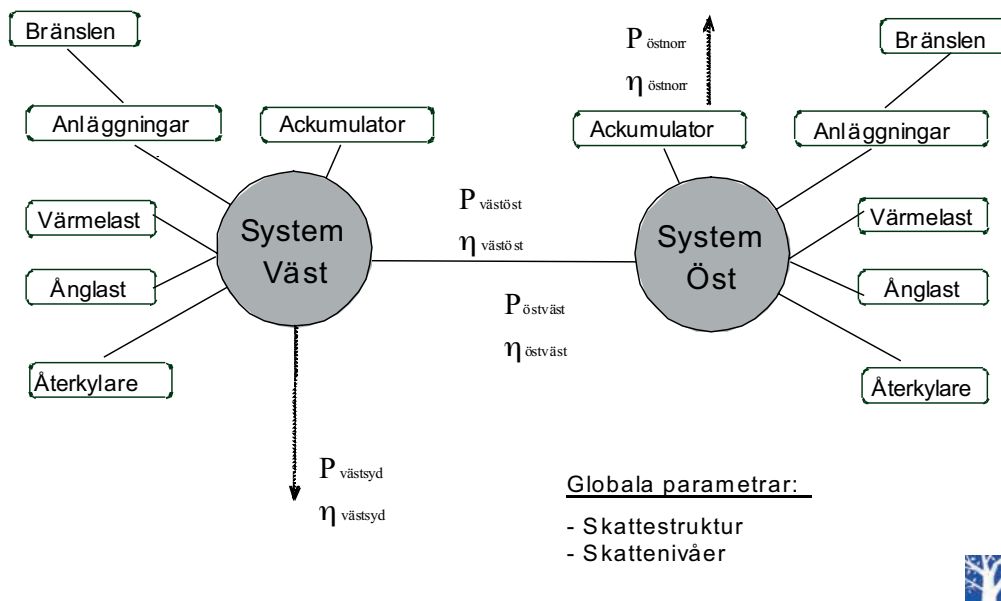 Bränslen
Anläggningar
Ackumulator
Värmelast
Ånglast
Återkylare
System
Väst
P västsyd
η västsyd
P västöst
η västöst
P östväst
η östväst
P östnorr
η östnorr
Ackumulator
Bränslen
Anläggningar
Värmelast
Ånglast
Återkylare
System
Öst
Globala parametrar:
- Skattestruktur
- Skattenivåer